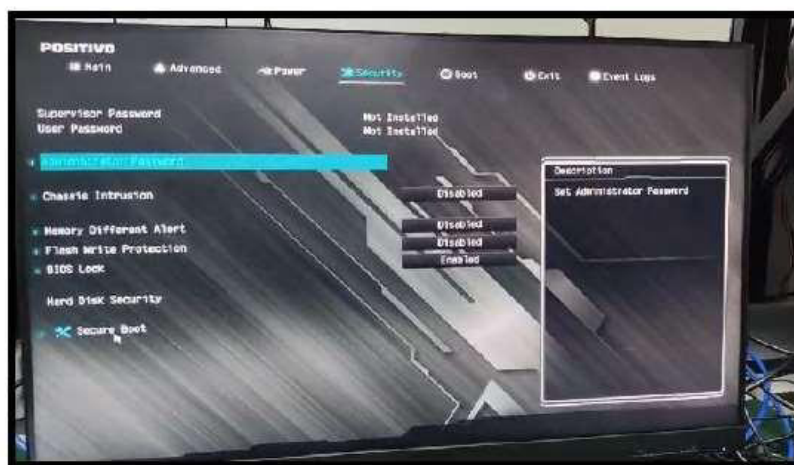 POSITIVO
Main Advanced Power Security Boot Exit Event Logs
Supervisor Password Not Installed
User Password Not Installed
Administrator Password
Description
Set Administrator Password
Chassis Intrusion Disabled
Memory Different Alert Disabled
Flash Write Protection Disabled
BIOS Lock Enabled
Hard Disk Security
Secure Boot